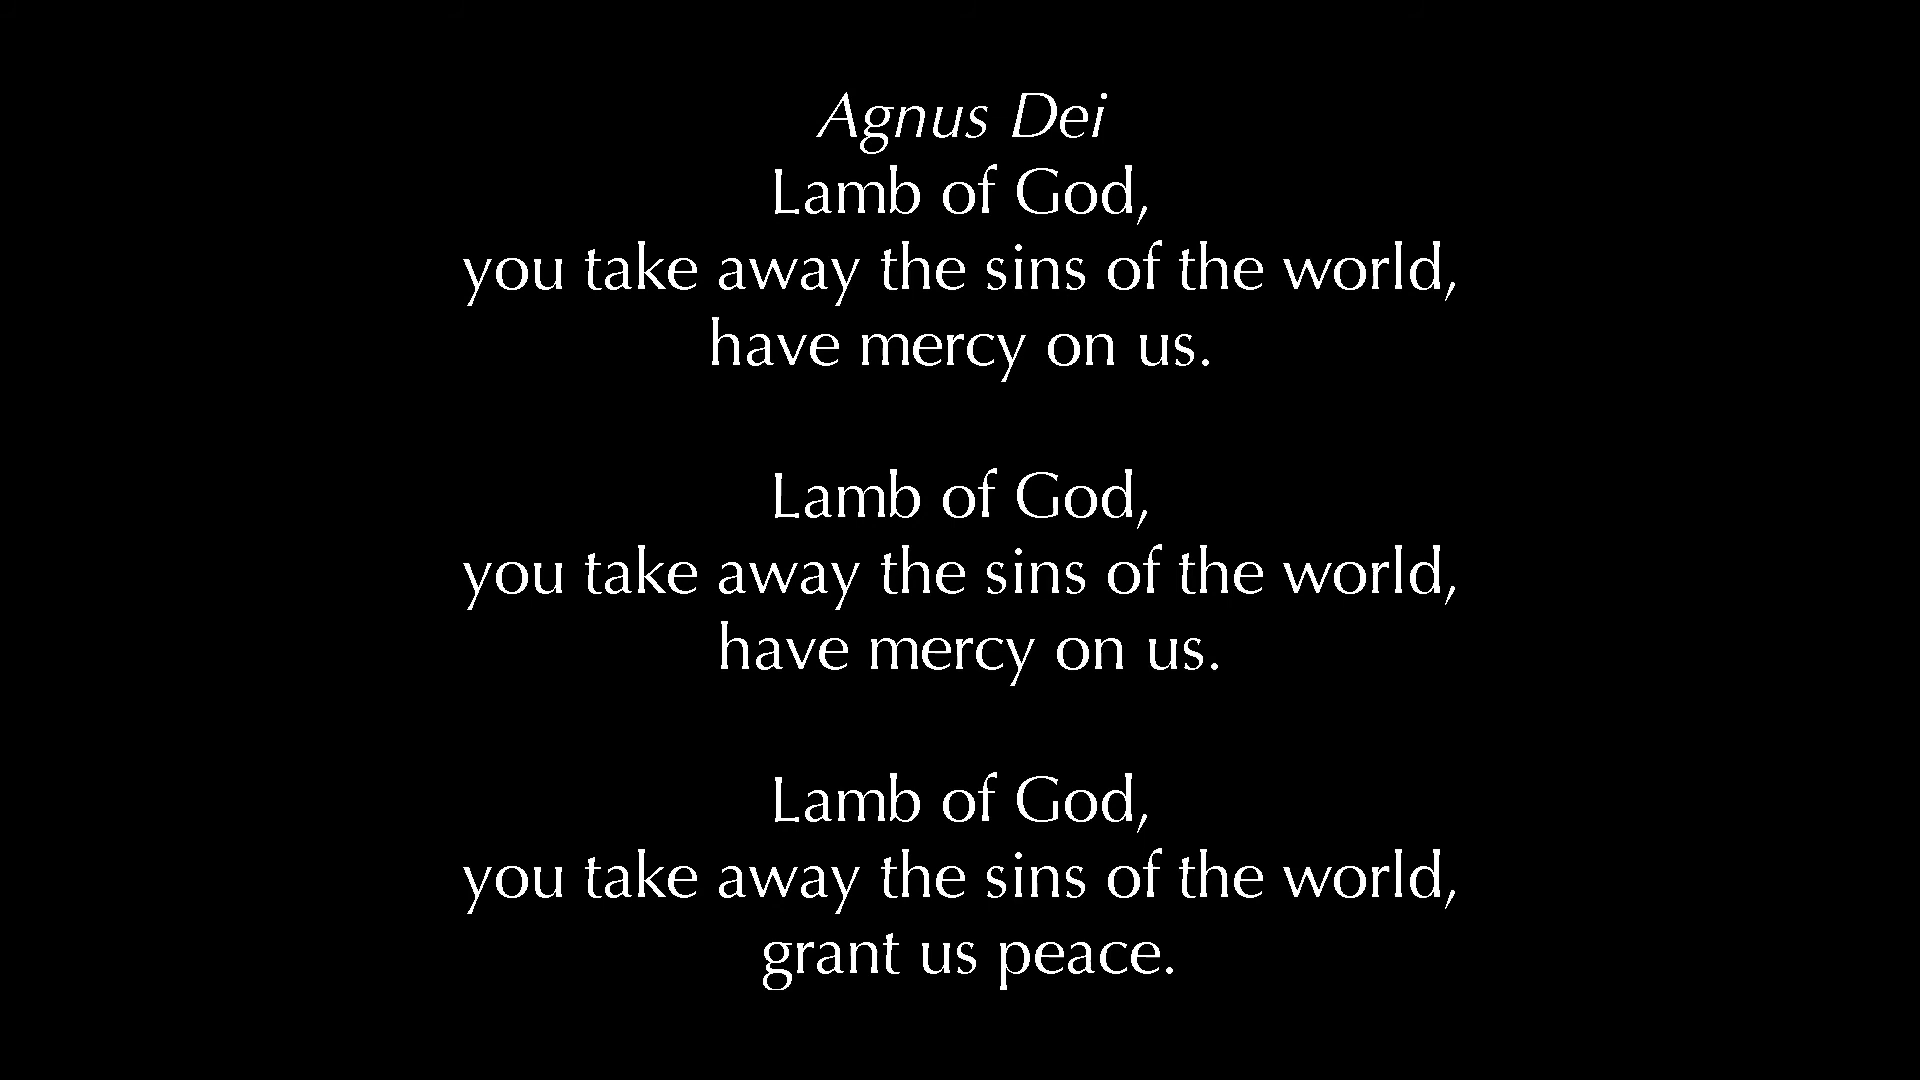 Agnus Dei
Lamb of God,
you take away the sins of the world,
have mercy on us.
Lamb of God,
you take away the sins of the world,
have mercy on us.
Lamb of God,
you take away the sins of the world,
grant us peace.